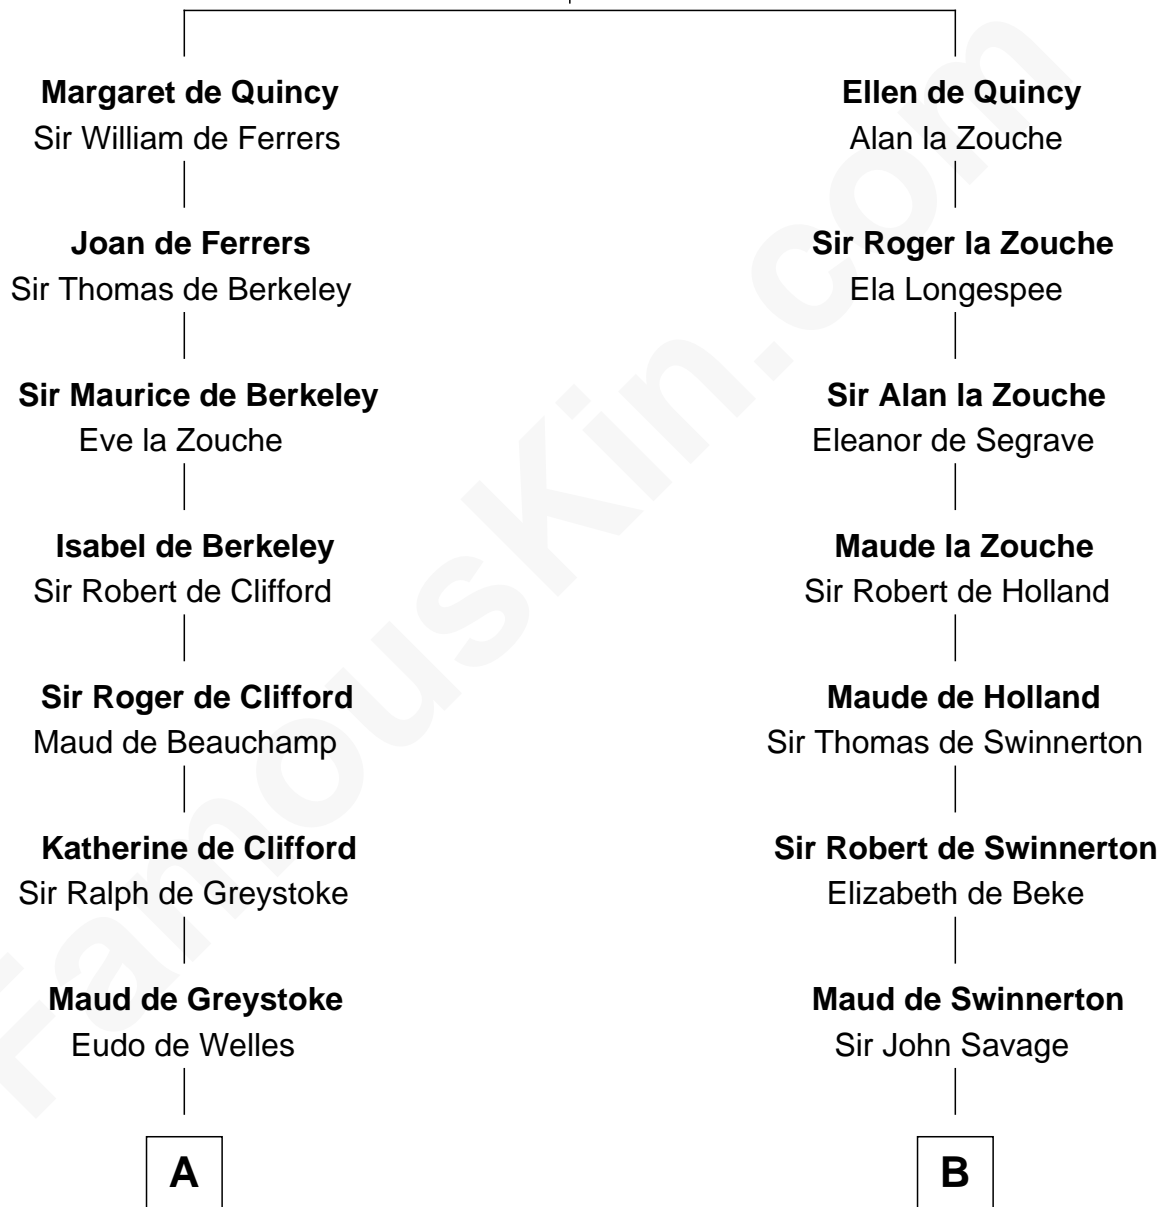 Margaret de Quincy
Sir William de Ferrers
Joan de Ferrers
Sir Thomas de Berkeley
Sir Maurice de Berkeley
Eve la Zouche
Isabel de Berkeley
Sir Robert de Clifford
Sir Roger de Clifford
Maud de Beauchamp
Katherine de Clifford
Sir Ralph de Greystoke
Maud de Greystoke
Eudo de Welles
A
Ellen de Quincy
Alan la Zouche
Sir Roger la Zouche
Ela Longespee
Sir Alan la Zouche
Eleanor de Segrave
Maude la Zouche
Sir Robert de Holland
Maude de Holland
Sir Thomas de Swinnerton
Sir Robert de Swinnerton
Elizabeth de Beke
Maud de Swinnerton
Sir John Savage
B
FamousKin.com